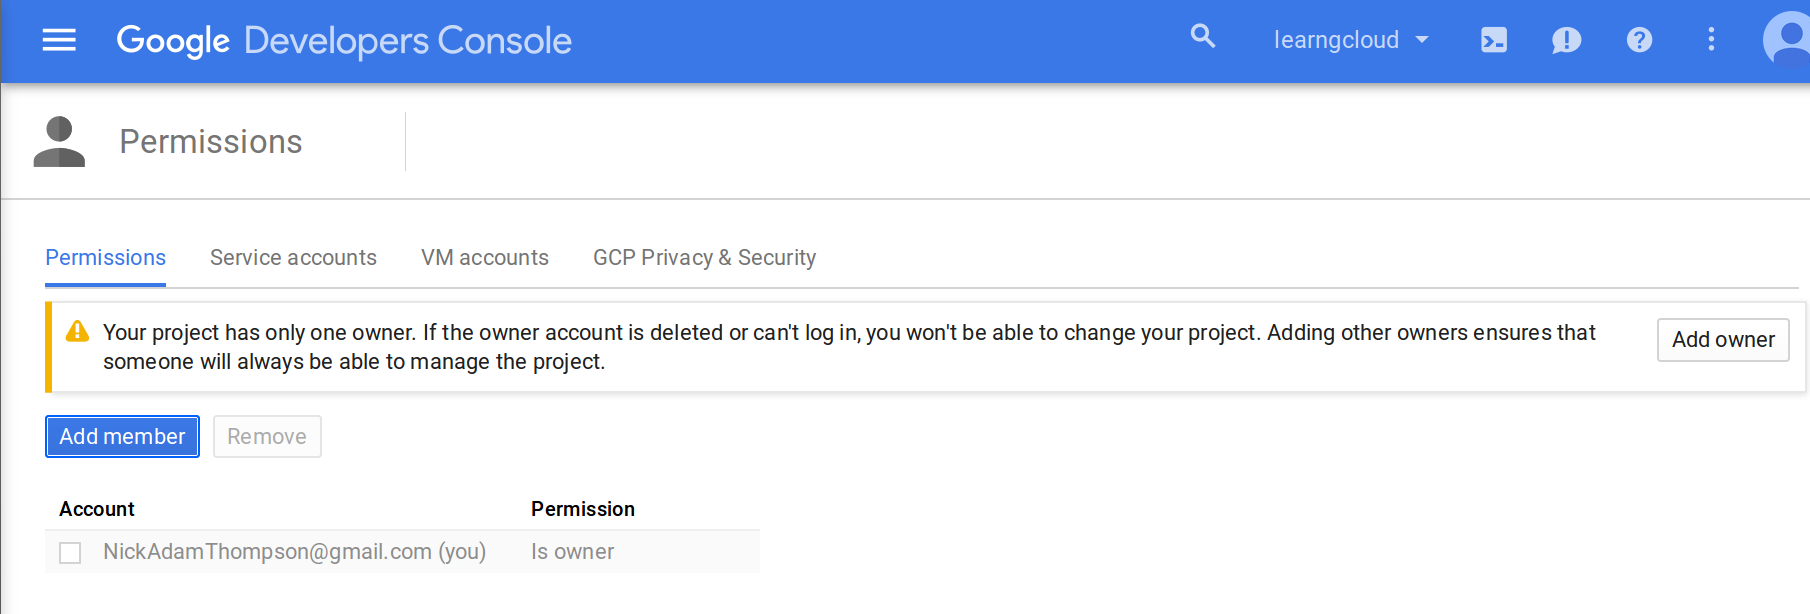 Google Developers Console
learngcloud
Permissions
Permissions Service accounts VM accounts GCP Privacy & Security
Your project has only one owner. If the owner account is deleted or can't log in, you won't be able to change your project. Adding other owners ensures that
someone will always be able to manage the project.
Add owner
Add member Remove
Account Permission
NickAdamThompson@gmail.com (you) Is owner